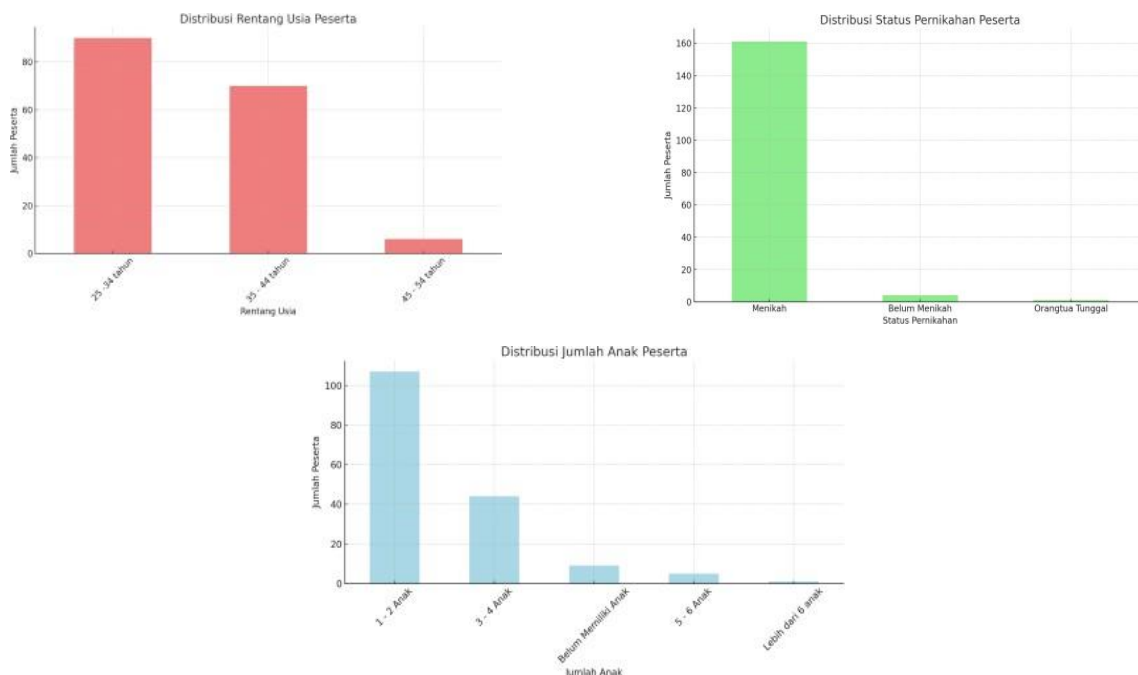 Distribusi Rentang Usia Peserta
Jumlah Peserta
80
60
40
20
0
25 -34 tahun
35 - 44 tahun
45 - 54 tahun
Rentang Usia
Distribusi Status Pernikahan Peserta
Jumlah Peserta
160
140
120
100
80
60
40
20
0
Menikah
Belum Menikah
Orangtua Tunggal
Status Pernikahan
Distribusi Jumlah Anak Peserta
Jumlah Peserta
100
80
60
40
20
0
1 - 2 Anak
3 - 4 Anak
Belum Memiliki Anak
5 - 6 Anak
Lebih dari 6 anak
Jumlah Anak